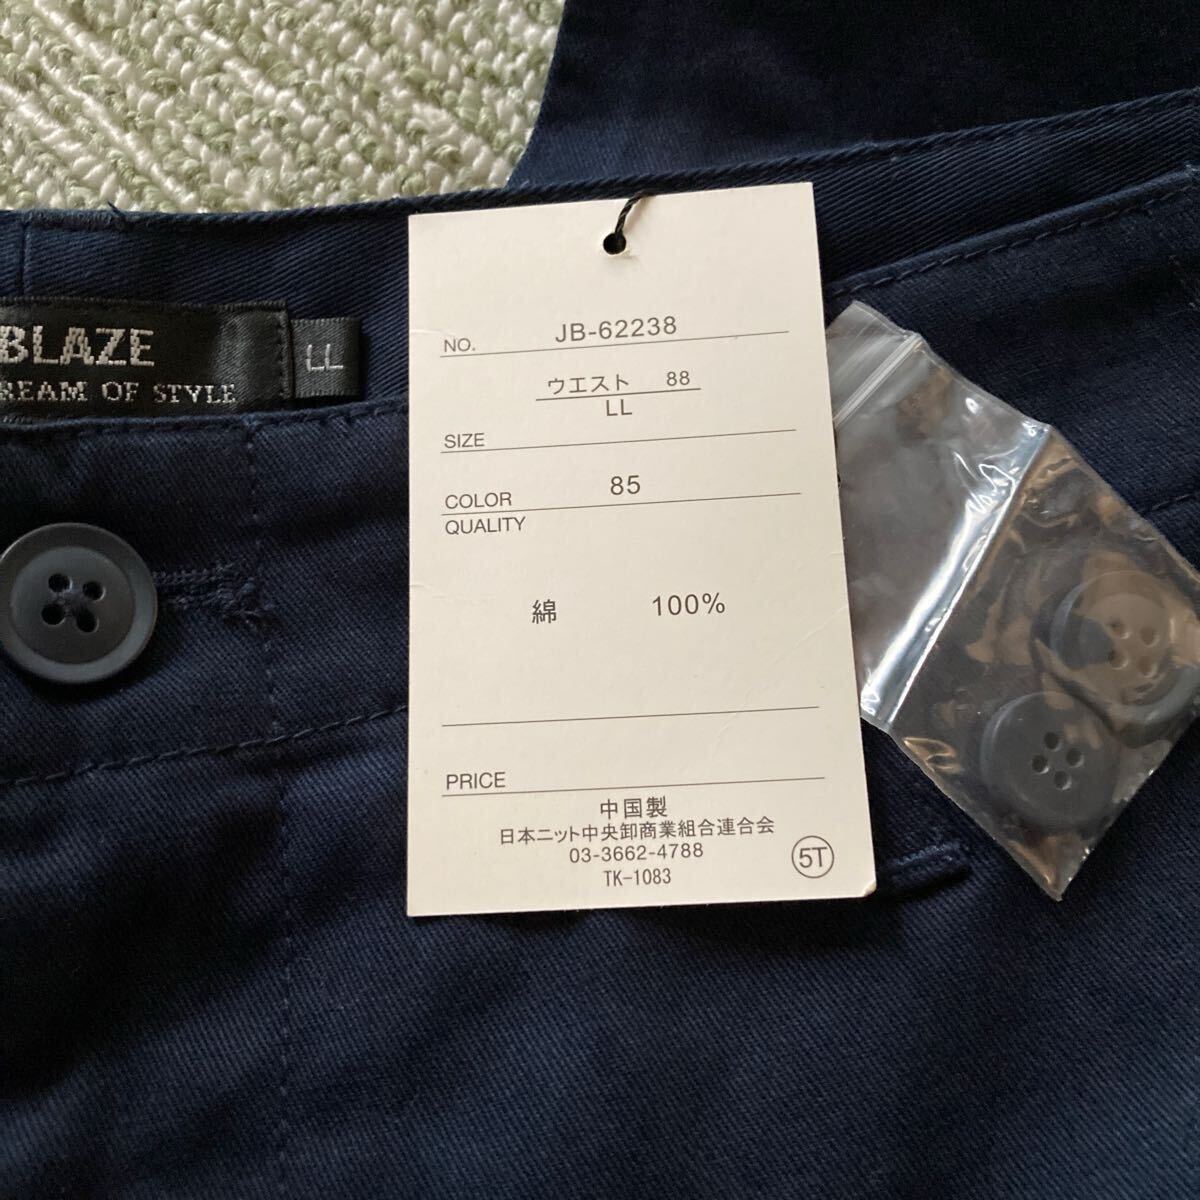 BLAZE
REAM OF STYLE
LL
NO. JB-62238
ウエスト 88
LL
SIZE
COLOR 85
QUALITY
綿 100%
PRICE
中国製
日本ニット中央卸商業組合連合会
03-3662-4788
TK-1083
5T